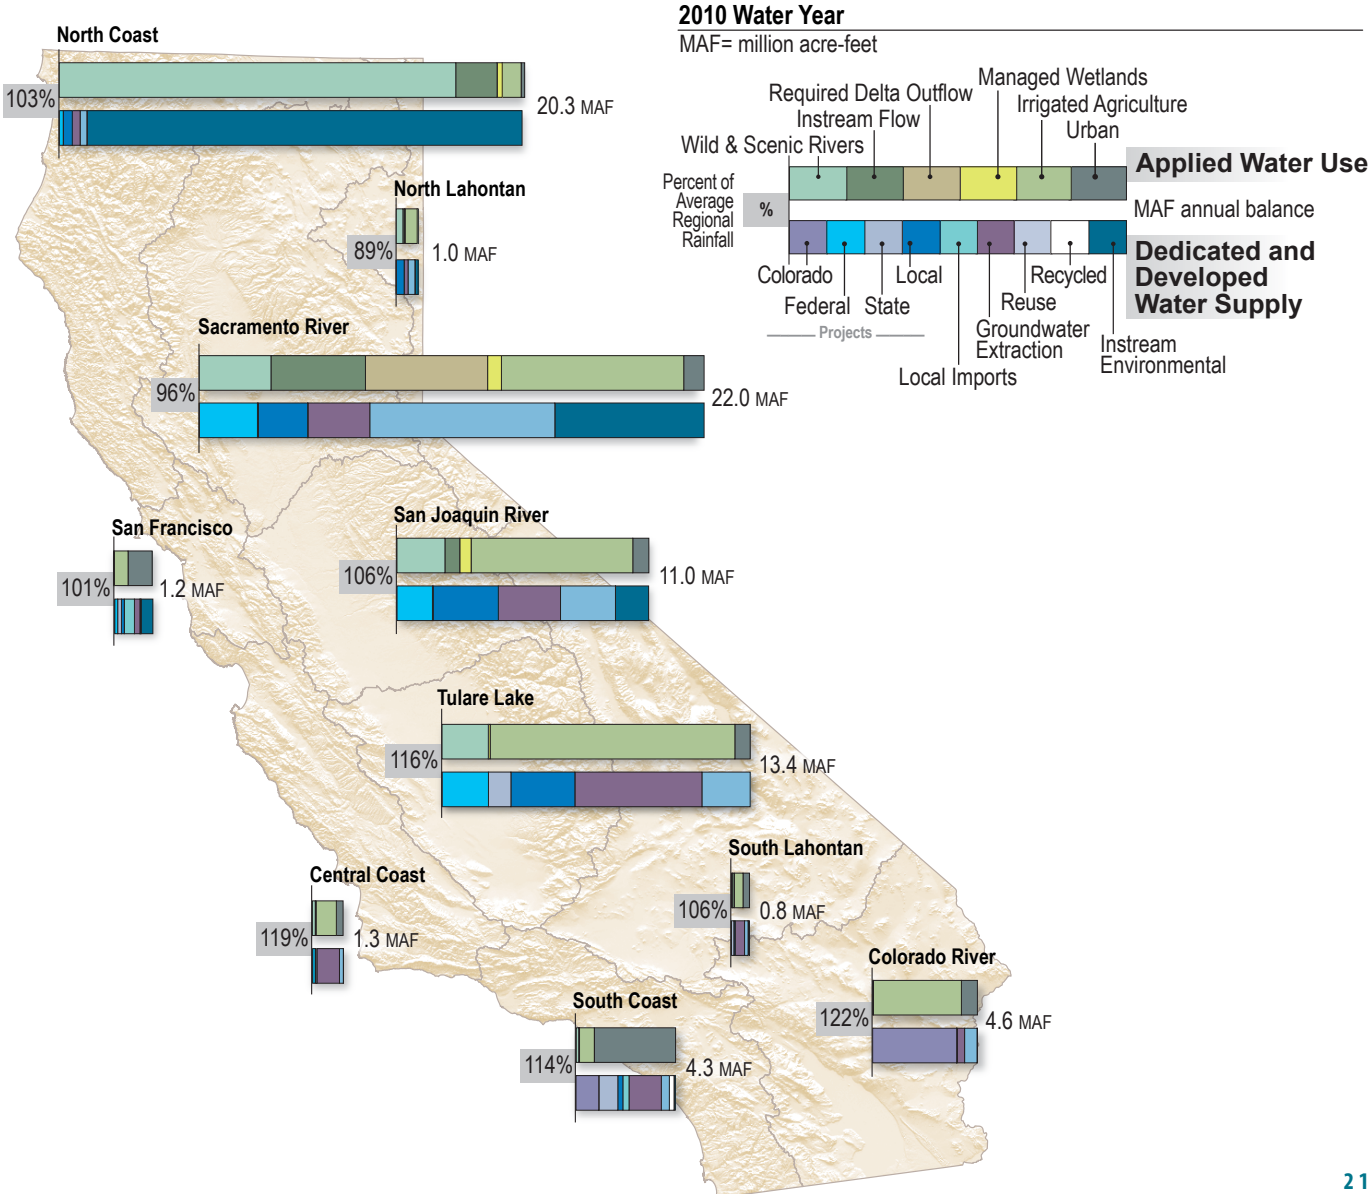 2010 Water Year
MAF= million acre-feet
Managed Wetlands
Required Delta Outflow
Irrigated Agriculture
Instream Flow
Urban
Wild & Scenic Rivers
Applied Water Use
Percent of
Average
Regional
Rainfall
%
MAF annual balance
Dedicated and
Developed
Water Supply
Colorado
Local
Recycled
Federal
State
Reuse
Projects
Groundwater
Extraction
Instream
Environmental
Local Imports
North Coast
103%
20.3 MAF
North Lahontan
89%
1.0 MAF
Sacramento River
96%
22.0 MAF
San Francisco
101%
1.2 MAF
San Joaquin River
106%
11.0 MAF
Tulare Lake
116%
13.4 MAF
South Lahontan
106%
0.8 MAF
Central Coast
119%
1.3 MAF
Colorado River
122%
4.6 MAF
South Coast
114%
4.3 MAF
21